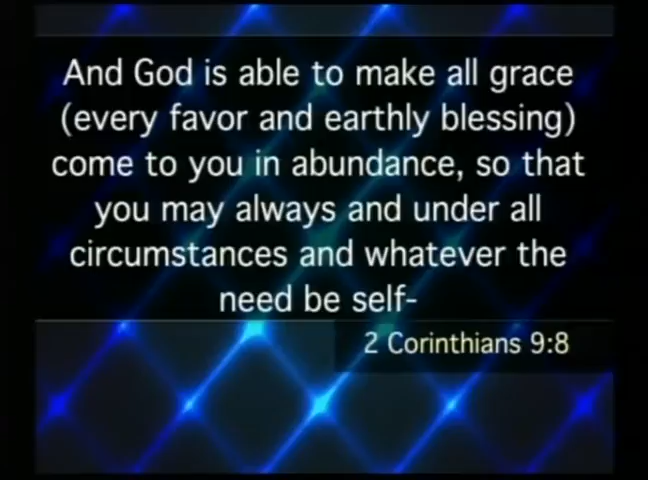 And God is able to make all grace
(every favor and earthly blessing)
come to you in abundance, so that
you may always and under all
circumstances and whatever the
need be self-
2 Corinthians 9:8